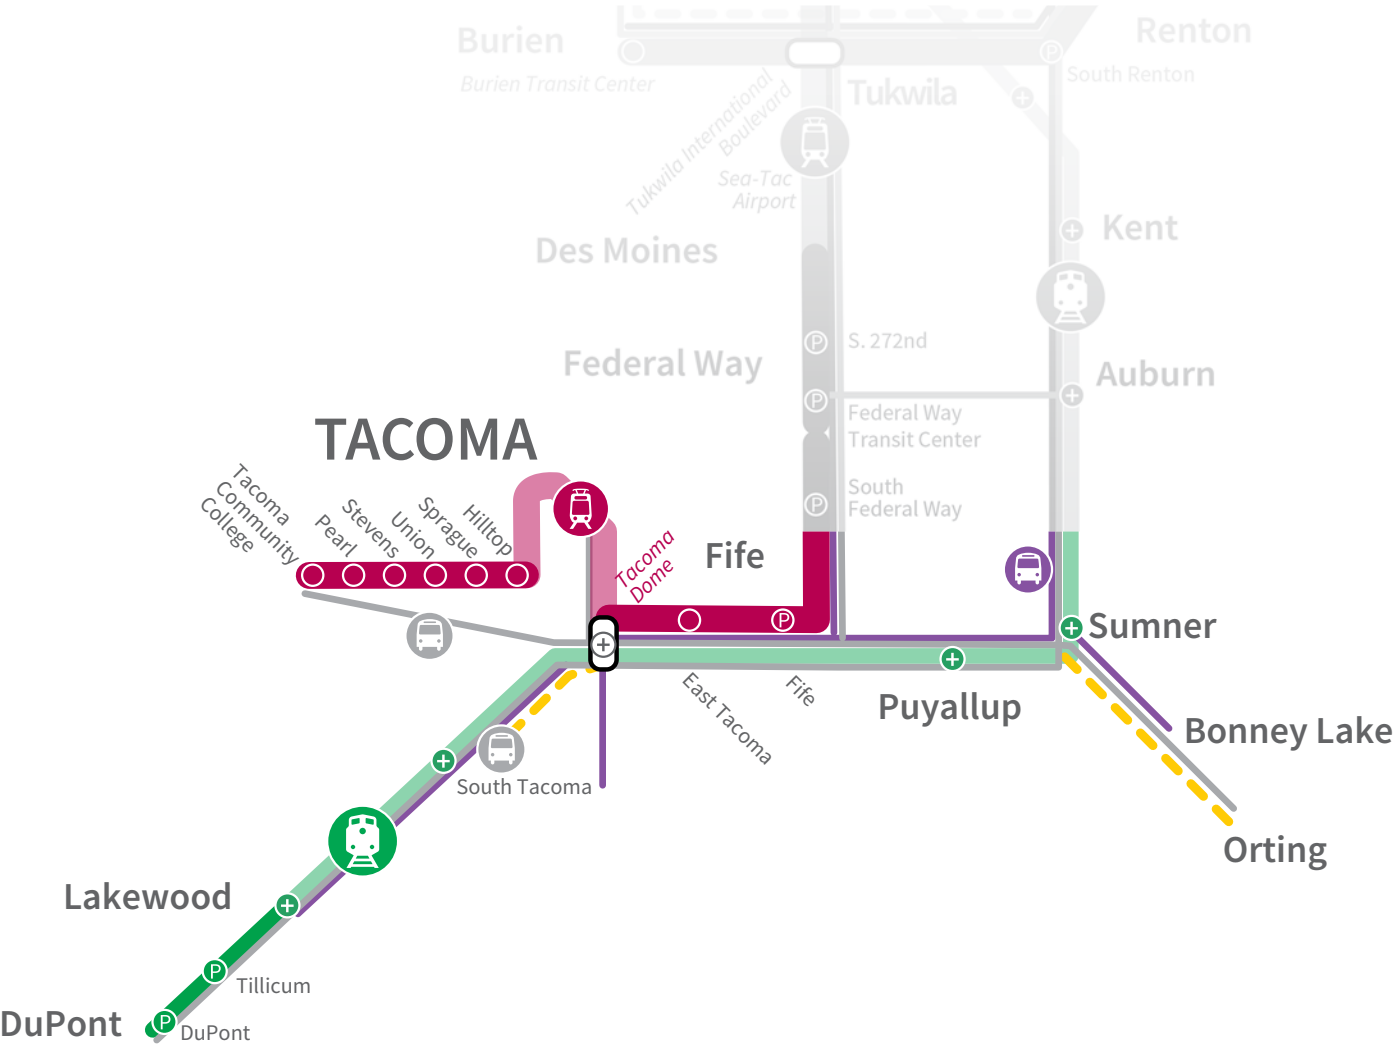 Burien
Burien Transit Center
Renton
South Renton
Tukwila
Tukwila International
Boulevard
Sea-Tac
Airport
Kent
Des Moines
S. 272nd
Federal Way
Auburn
Federal Way
Transit Center
South
Federal Way
TACOMA
Tacoma
Community
College
Pearl
Stevens
Union
Sprague
Hilltop
Tacoma
Dome
Fife
P
P
P
P
P
Sumner
East Tacoma
Fife
Puyallup
Bonney Lake
South Tacoma
Orting
Lakewood
P
Tillicum
DuPont
P
DuPont